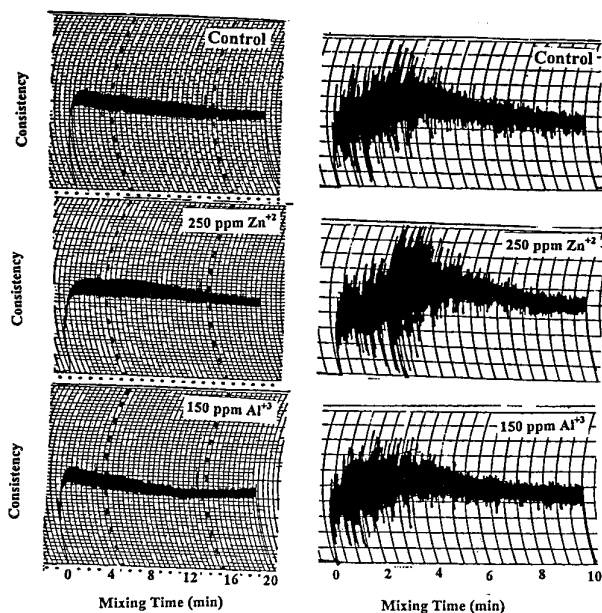 Control
Consistency
250 ppm Zn+2
Consistency
150 ppm Al+3
Consistency
0 4 8 12 16 20
Mixing Time (min)
Control
250 ppm Zn+2
150 ppm Al+3
0 2 4 6 8 10
Mixing Time (min)